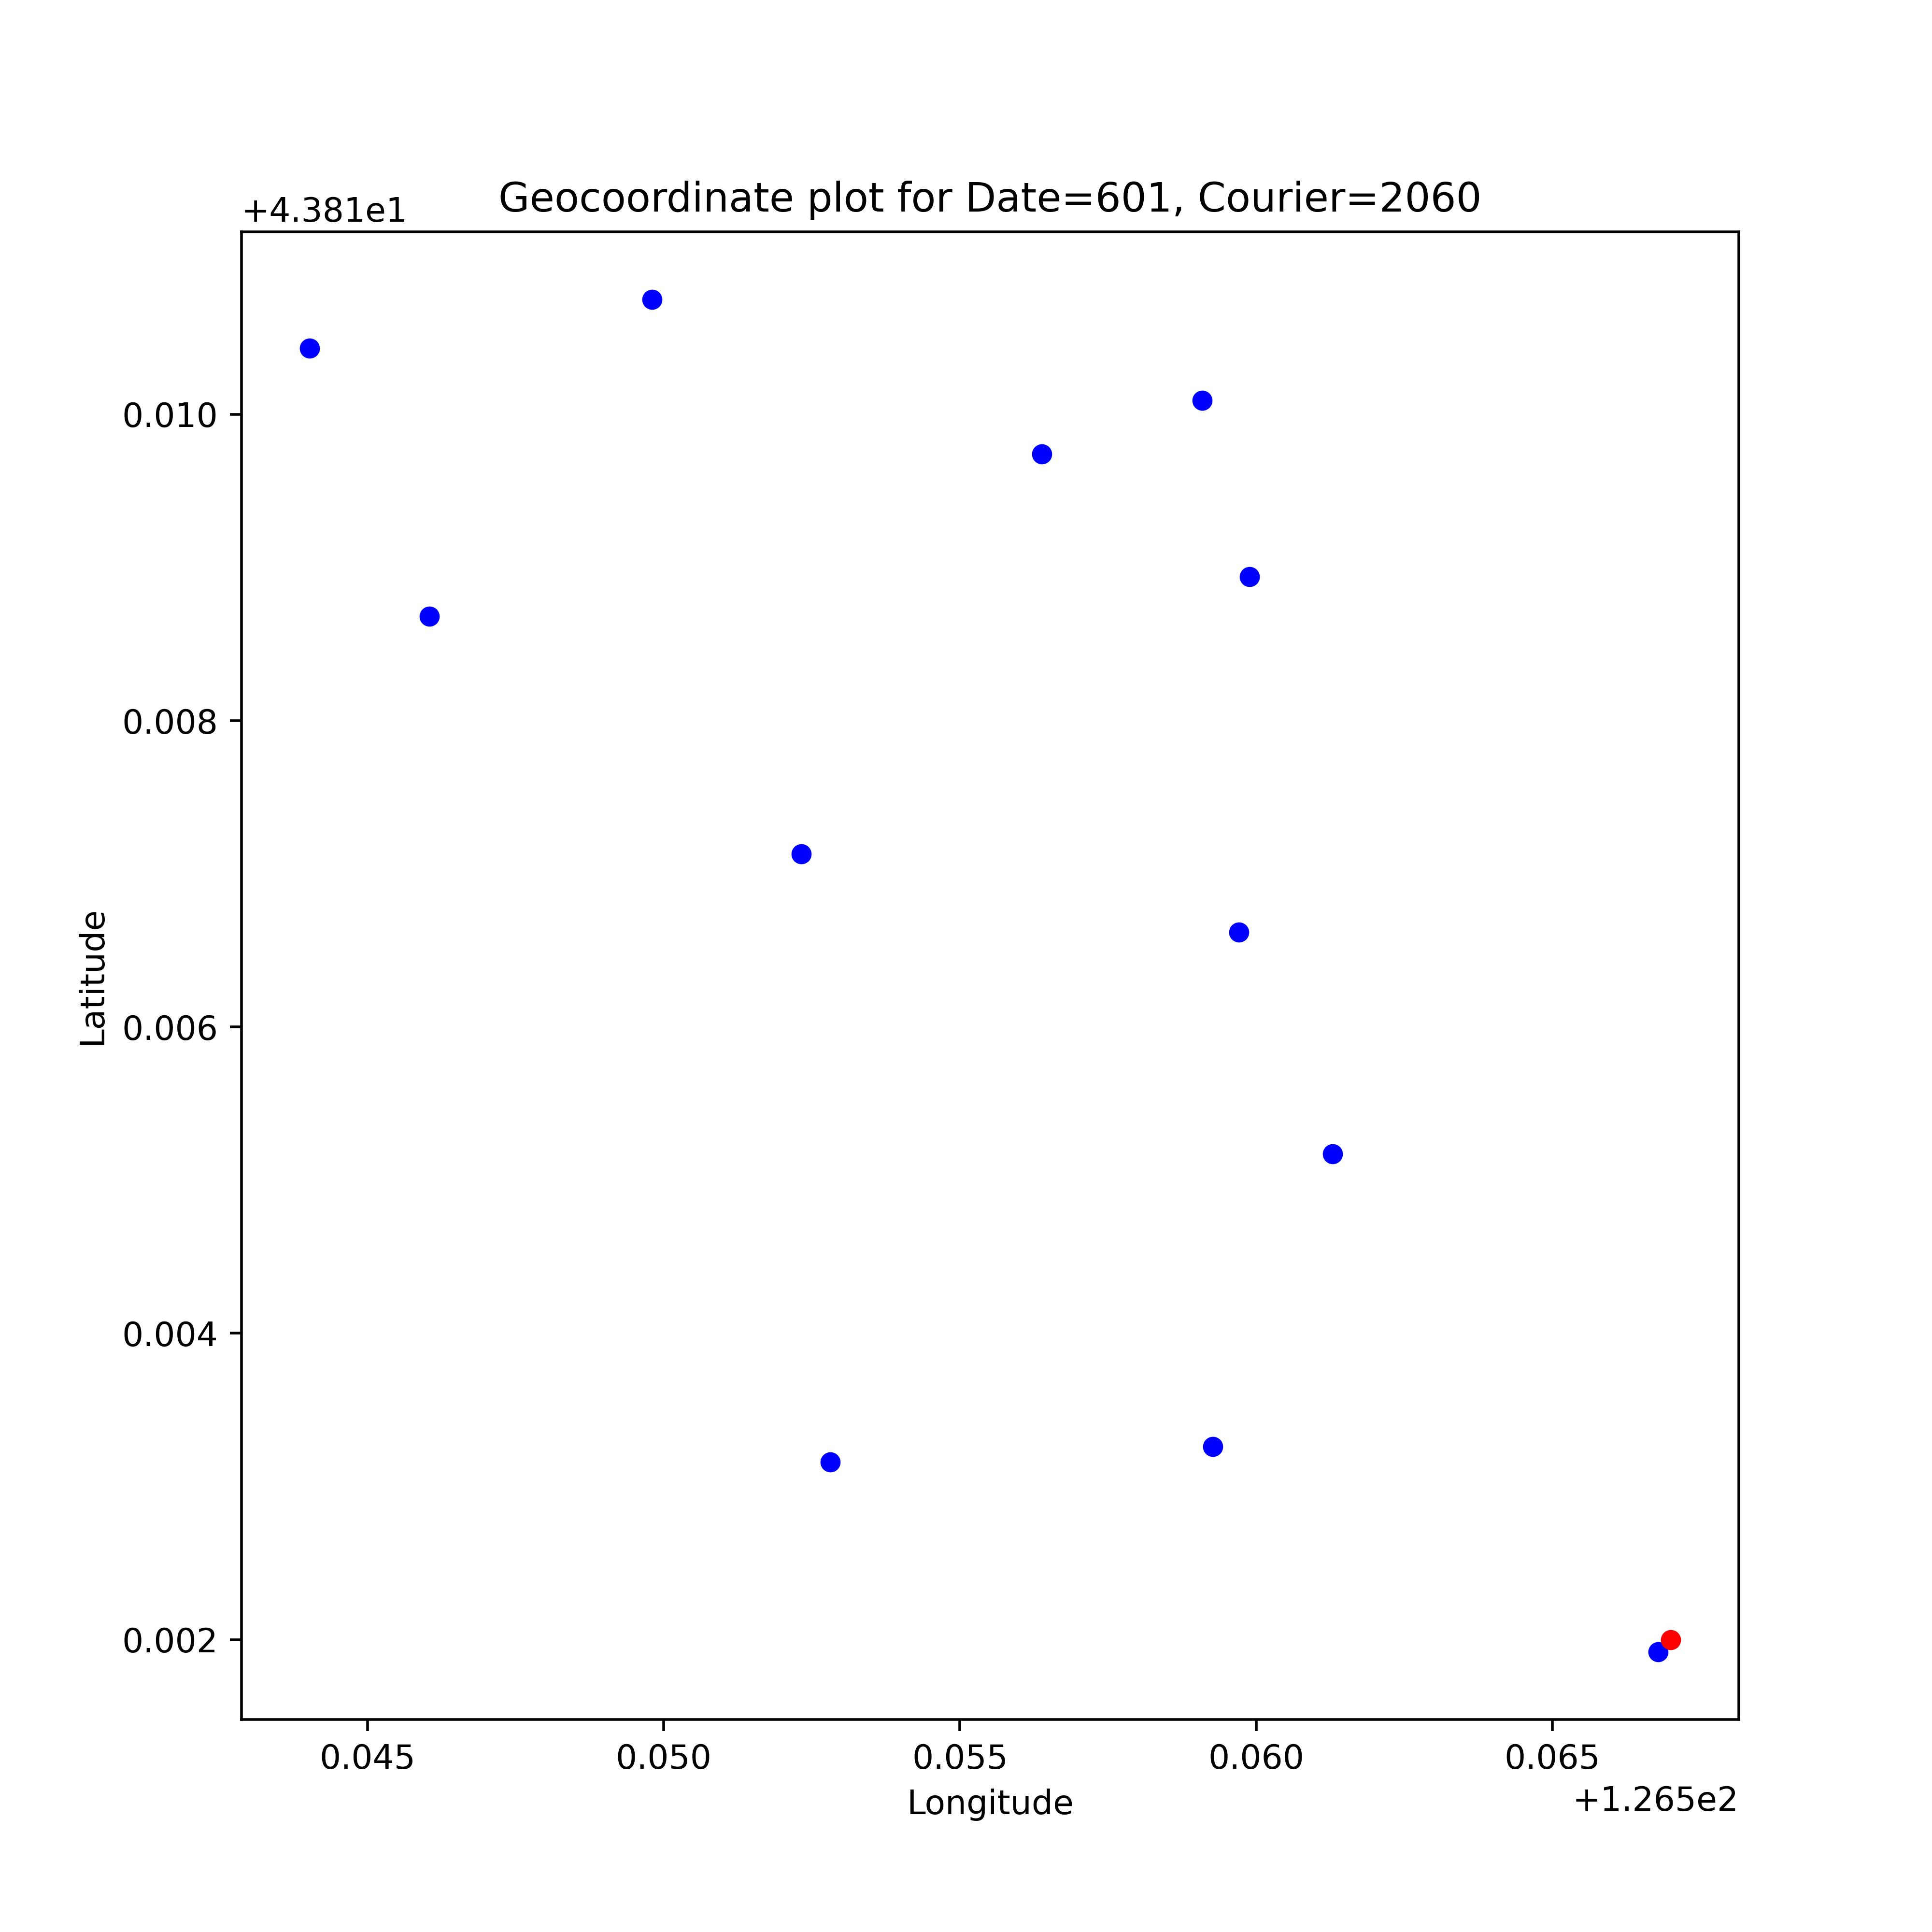 Geocoordinate plot for Date=601, Courier=2060
+4.381e1
0.010
0.008
0.006
0.004
0.002
Latitude
0.045 0.050 0.055 0.060 0.065
Longitude
+1.265e2